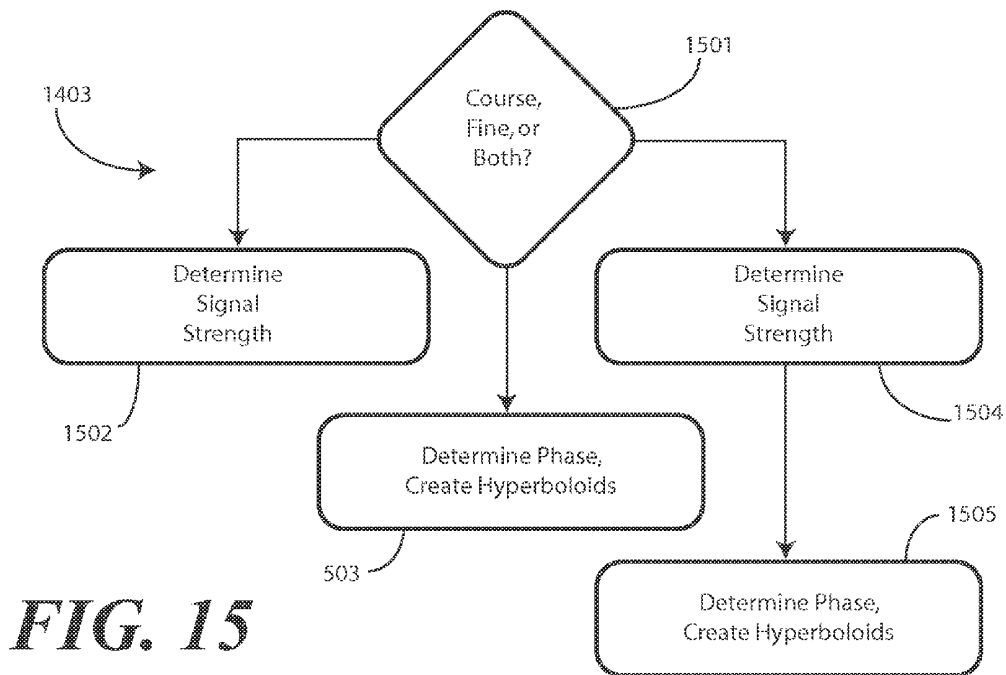 1501
1403
Course,
Fine, or
Both?
Determine
Signal
Strength
Determine
Signal
Strength
1502
1504
Determine Phase,
Create Hyperboloids
503
1505
Determine Phase,
Create Hyperboloids
FIG. 15